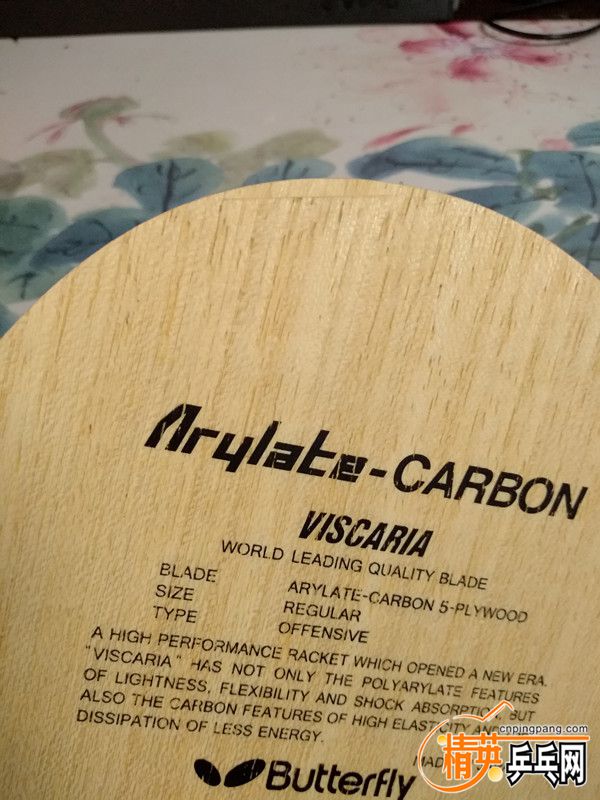 Arylate-CARBON
VISCARIA
WORLD LEADING QUALITY BLADE
BLADE ARYLATE-CARBON 5-PLYWOOD
SIZE REGULAR
TYPE OFFENSIVE
A HIGH PERFORMANCE RACKET WHICH OPENED A NEW ERA.
"VISCARIA" HAS NOT ONLY THE POLYARYLATE FEATURES
OF LIGHTNESS, FLEXIBILITY AND SHOCK ABSORPTION, BUT
ALSO THE CARBON FEATURES OF HIGH ELASTICITY AND
DISSIPATION OF LESS ENERGY.
Butterfly
cnpingpang.com
精英乒乓网